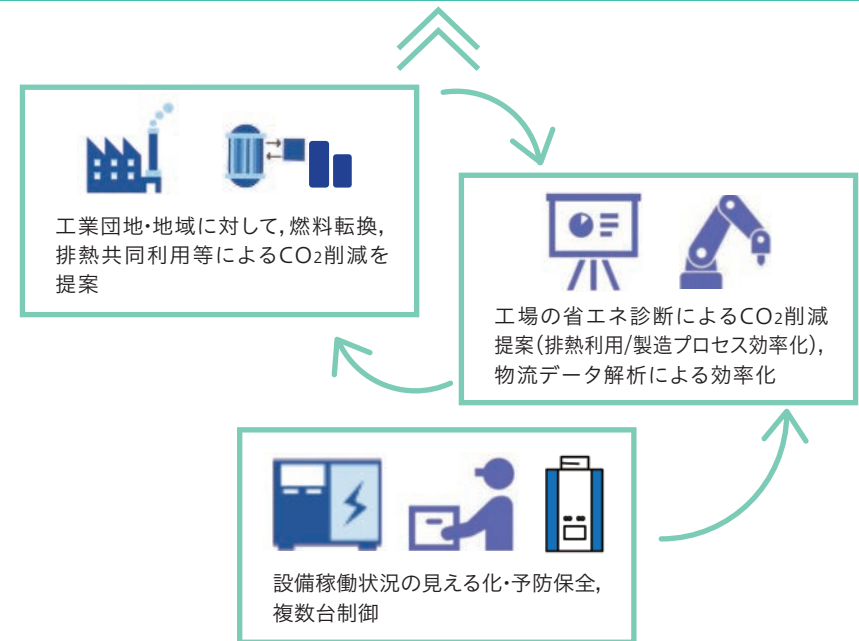 工業団地・地域に対して，燃料転換，
排熱共同利用等によるCO2削減を
提案
工場の省エネ診断によるCO2削減
提案（排熱利用/製造プロセス効率化），
物流データ解析による効率化
設備稼働状況の見える化・予防保全，
複数台制御